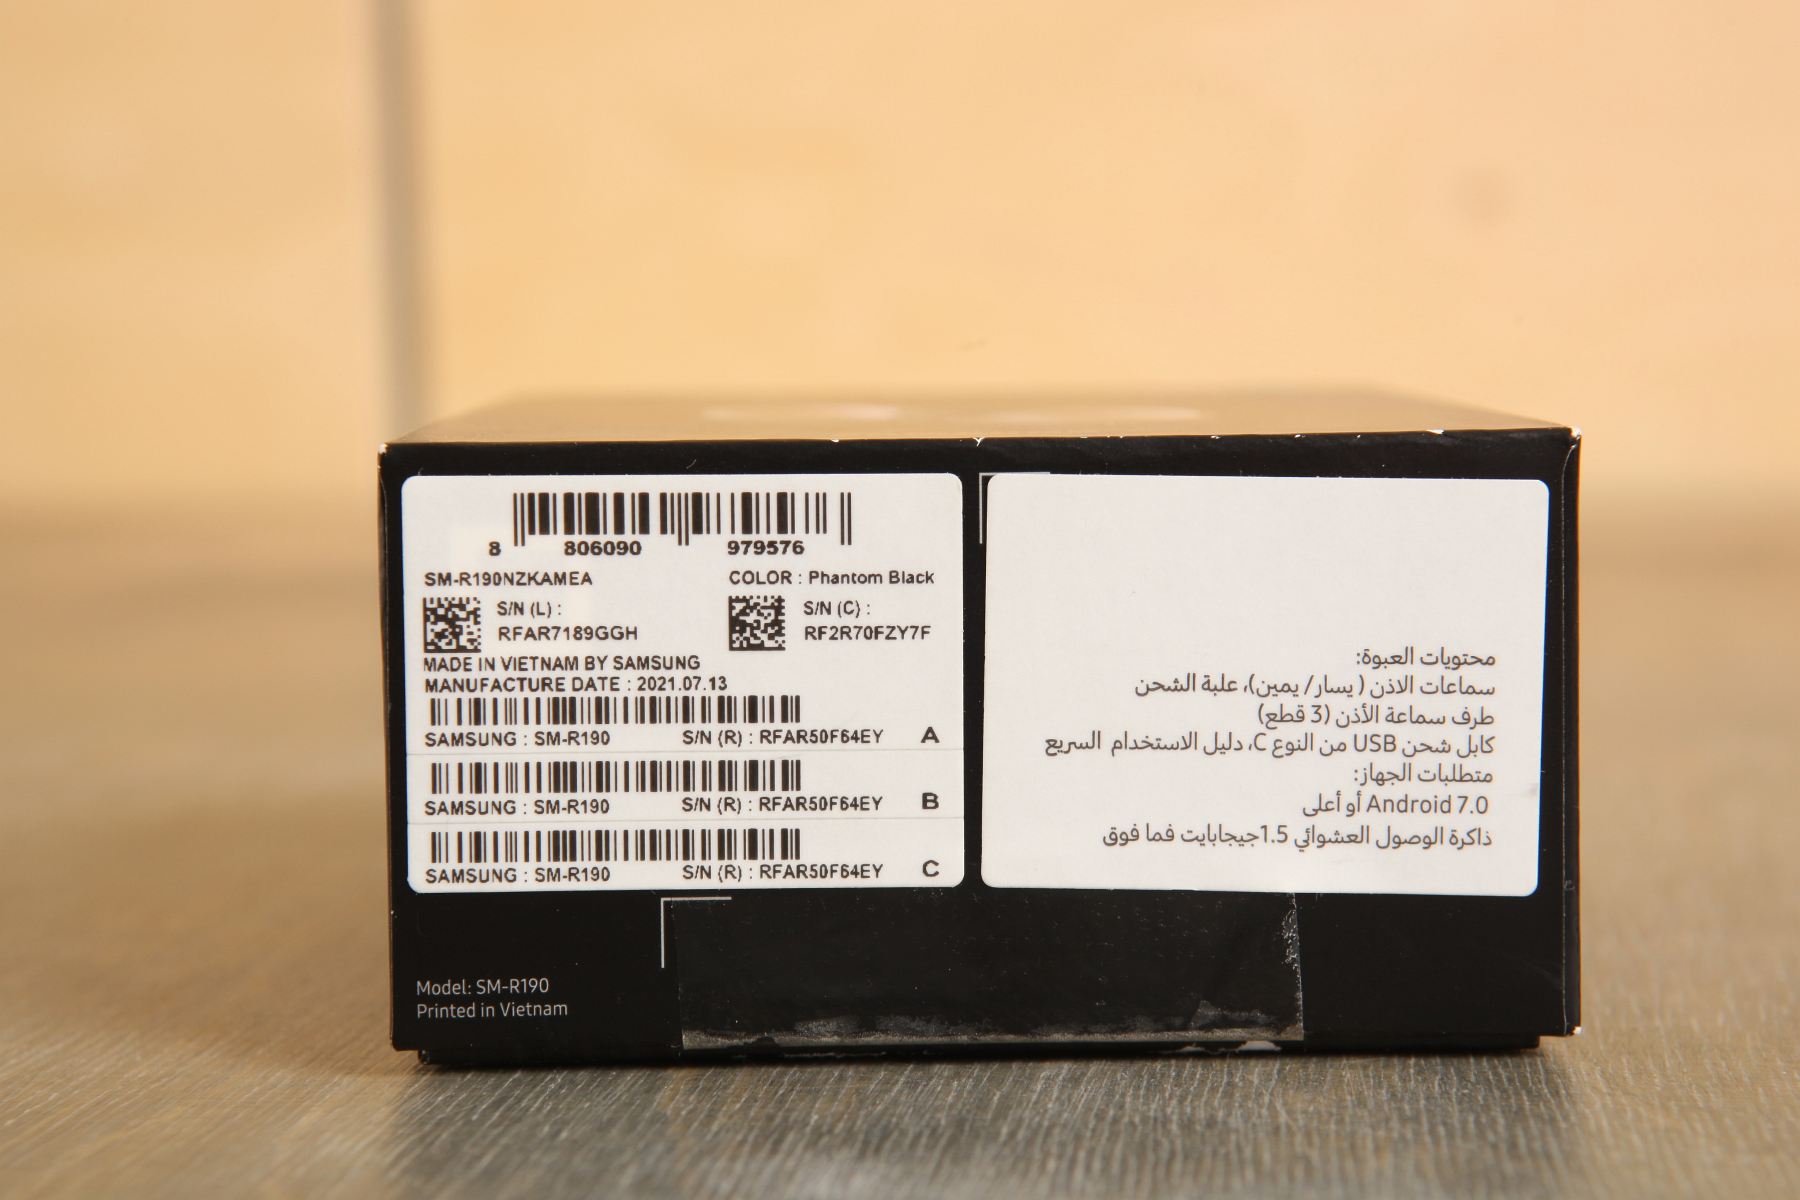 8 806090 979576
SM-R190NZKAMEA COLOR : Phantom Black
S/N (L) : S/N (C) :
RFAR7189GGH RF2R70FZY7F
MADE IN VIETNAM BY SAMSUNG
MANUFACTURE DATE : 2021.07.13
SAMSUNG : SM-R190 S/N (R) : RFAR50F64EY A
SAMSUNG : SM-R190 S/N (R) : RFAR50F64EY B
SAMSUNG : SM-R190 S/N (R) : RFAR50F64EY C
محتويات العبوة:
سماعات الاذن ( يسار/ يمين)، علبة الشحن
طرف سماعة الأذن (3 قطع)
كابل شحن USB من النوع C، دليل الاستخدام السريع
متطلبات الجهاز:
Android 7.0 أو أعلى
ذاكرة الوصول العشوائي 1.5جيجابايت فما فوق
Model: SM-R190
Printed in Vietnam